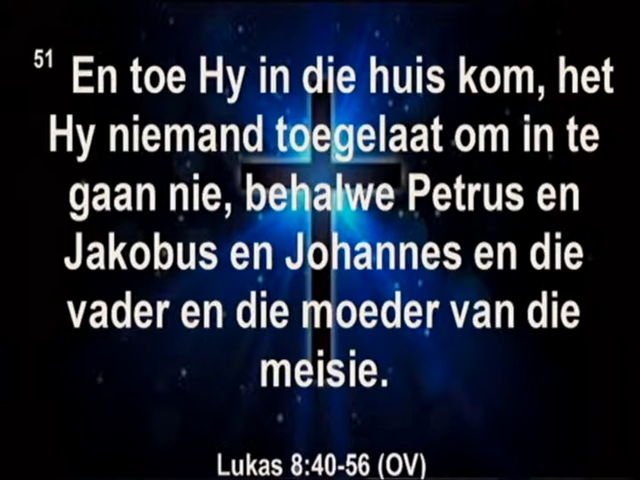 51 En toe Hy in die huis kom, het
Hy niemand toegelaat om in te
gaan nie, behalwe Petrus en
Jakobus en Johannes en die
vader en die moeder van die
meisie.
Lukas 8:40-56 (OV)